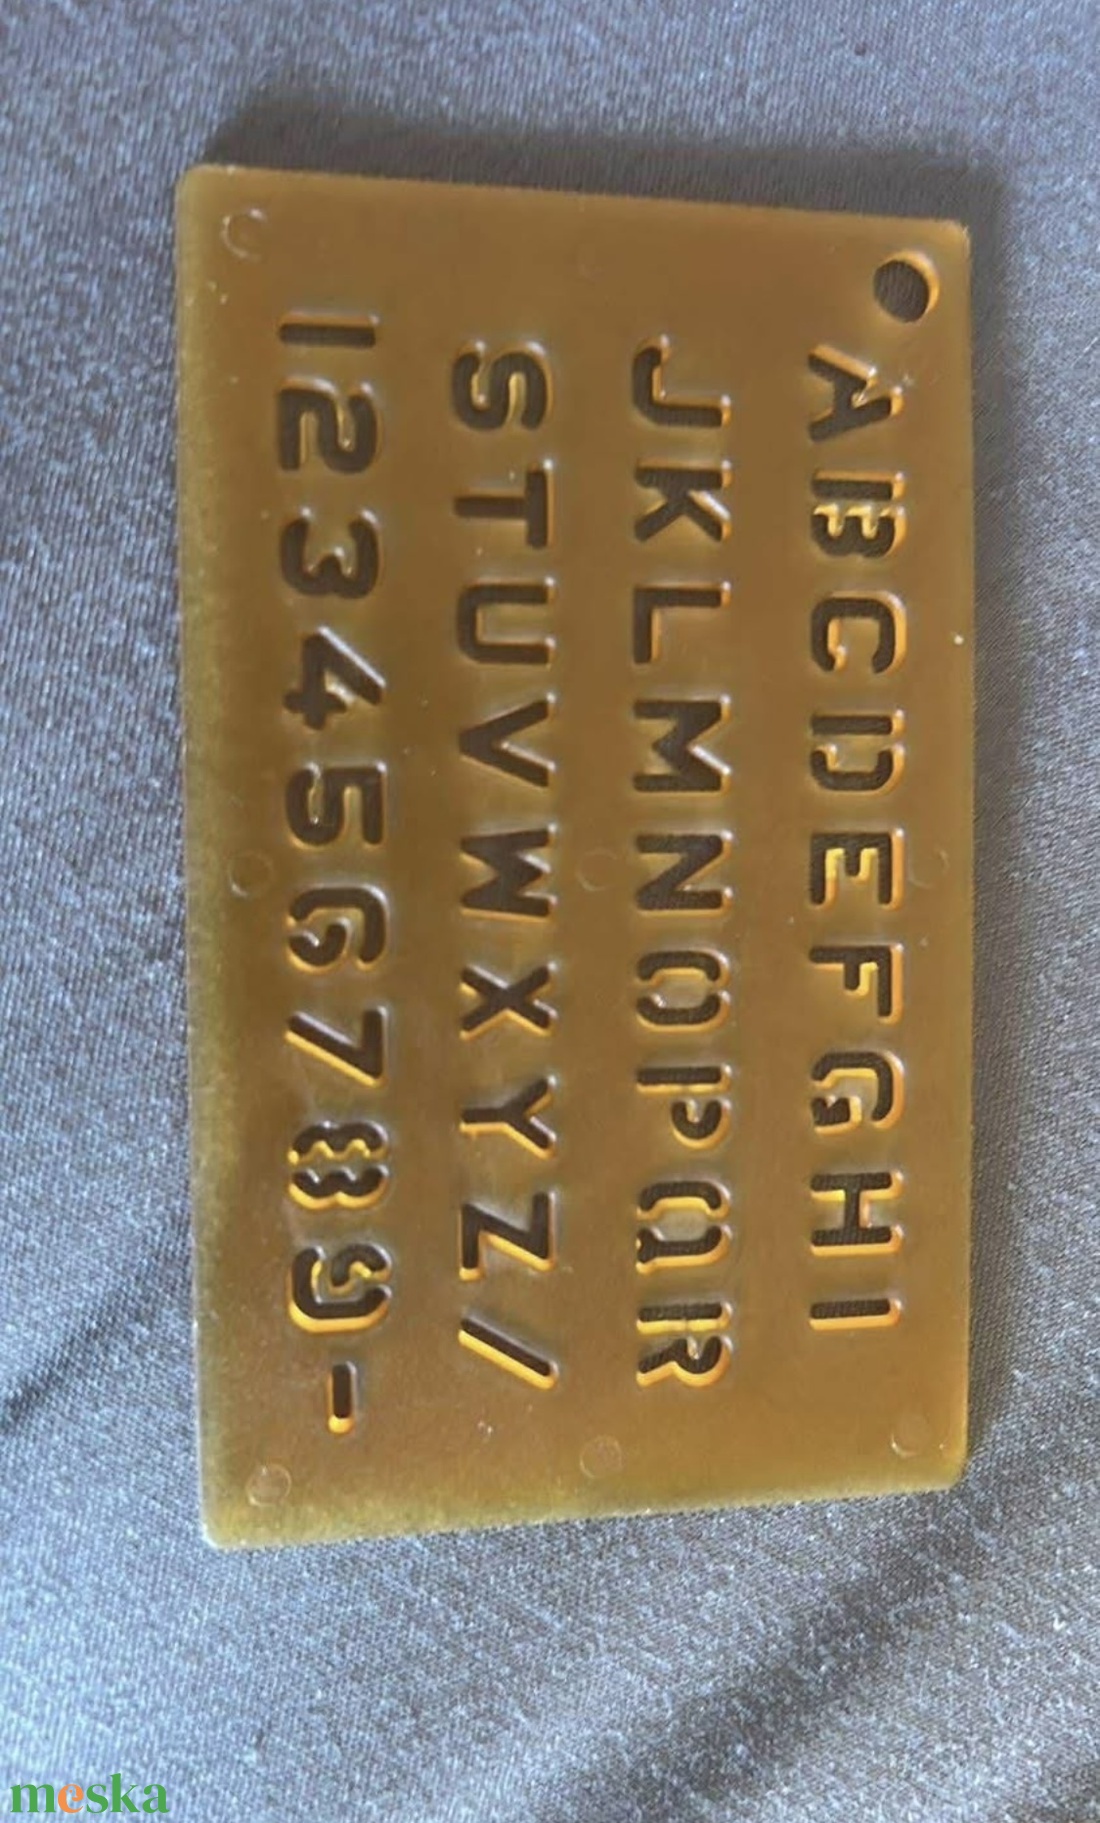 ABCDEFGHI
JKLMNOPQR
STUVWXYZ/
123456789-
meska